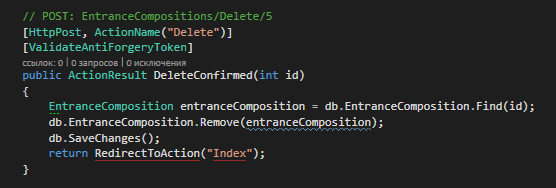 // POST: EntranceCompositions/Delete/5
[HttpPost, ActionName("Delete")]
[ValidateAntiForgeryToken]
ссылок: 0 | 0 запросов | 0 исключения
public ActionResult DeleteConfirmed(int id)
{
EntranceComposition entranceComposition = db.EntranceComposition.Find(id);
db.EntranceComposition.Remove(entranceComposition);
db.SaveChanges();
return RedirectToAction("Index");
}